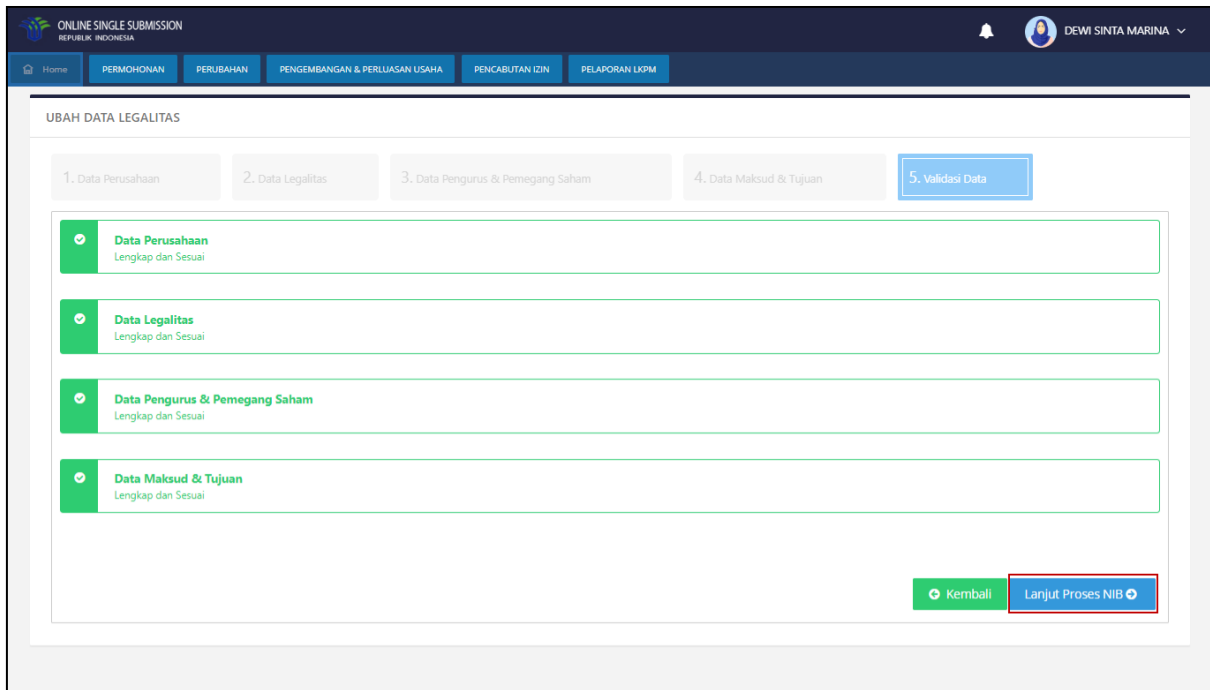 ONLINE SINGLE SUBMISSION
REPUBLIK INDONESIA
DEWI SINTA MARINA
Home
PERMOHONAN
PERUBAHAN
PENGEMBANGAN & PERLUASAN USAHA
PENCABUTAN IZIN
PELAPORAN LKPM
UBAH DATA LEGALITAS
1. Data Perusahaan
2. Data Legalitas
3. Data Pengurus & Pemegang Saham
4. Data Maksud & Tujuan
5. Validasi Data
Data Perusahaan
Lengkap dan Sesuai
Data Legalitas
Lengkap dan Sesuai
Data Pengurus & Pemegang Saham
Lengkap dan Sesuai
Data Maksud & Tujuan
Lengkap dan Sesuai
Kembali
Lanjut Proses NIB